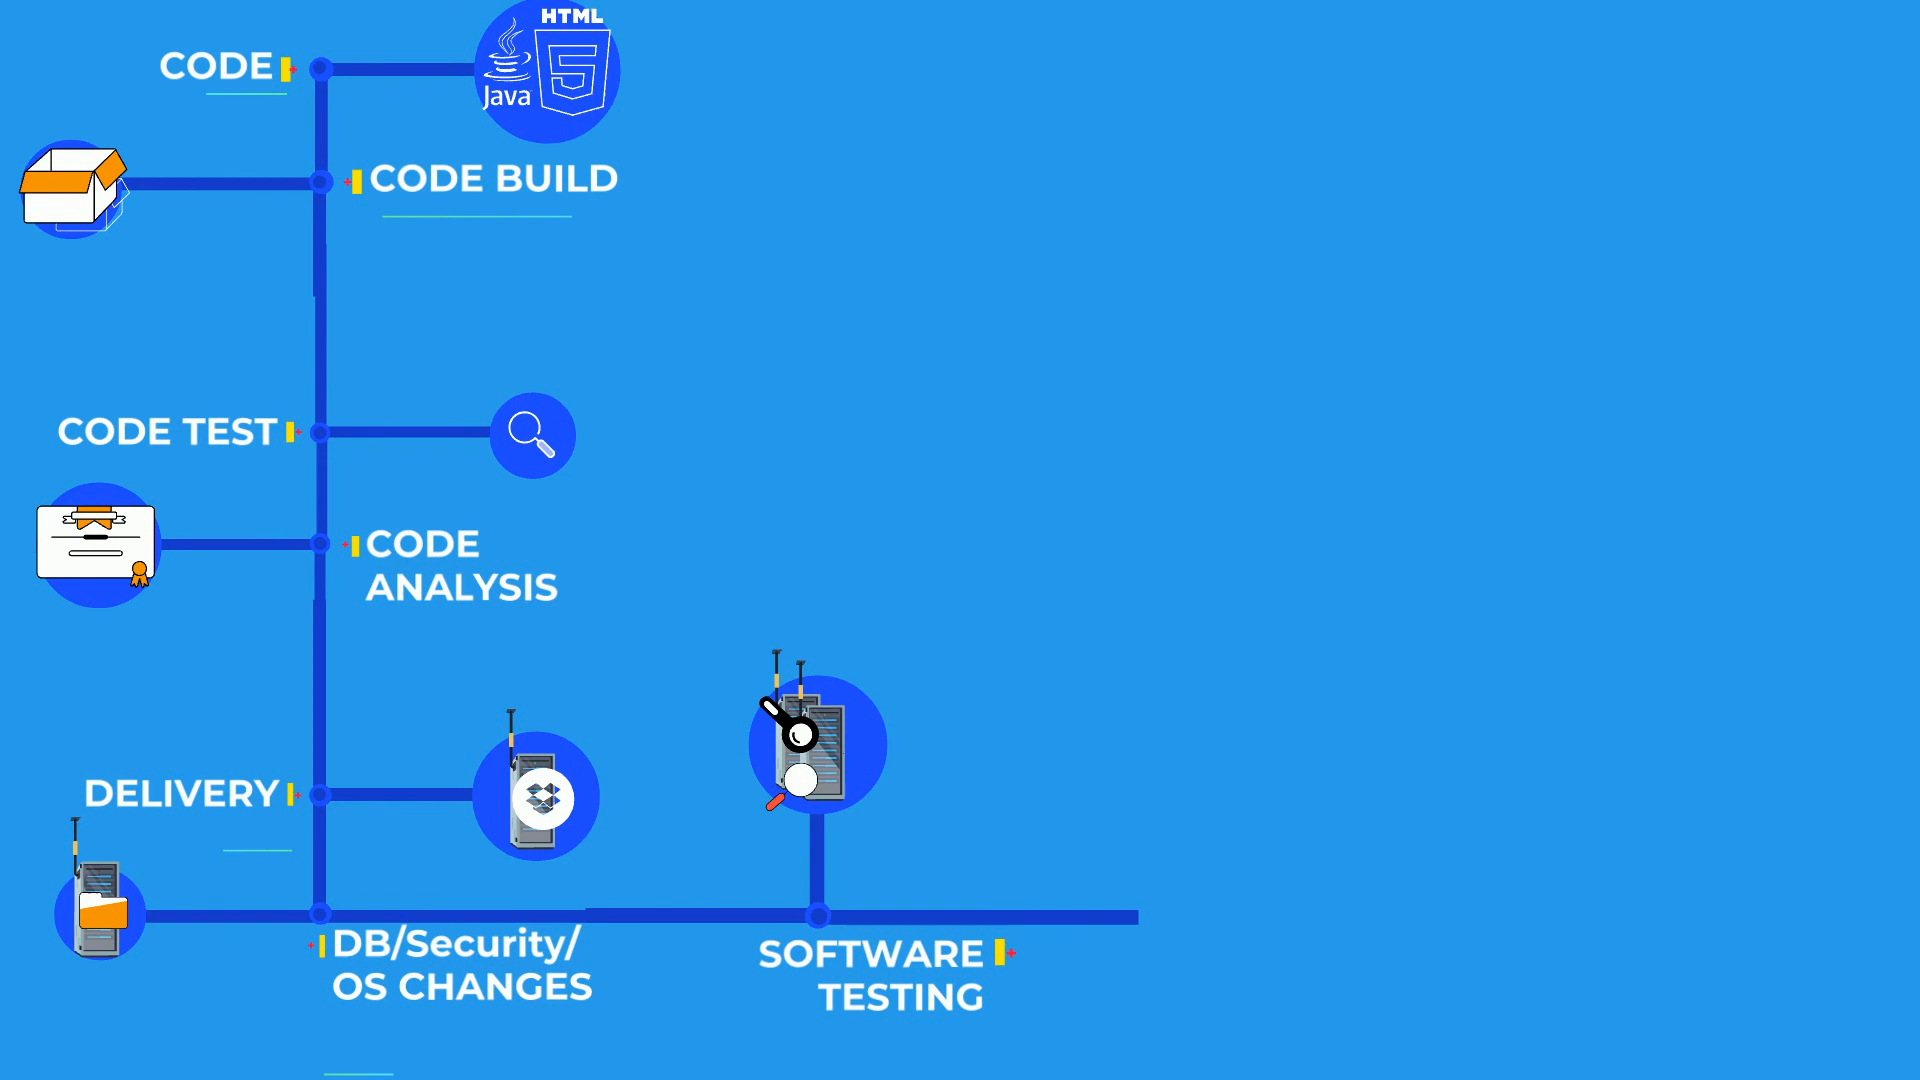 HTML
CODE
Java
CODE BUILD
CODE TEST
CODE
ANALYSIS
DELIVERY
DB/Security/
OS CHANGES
SOFTWARE
TESTING